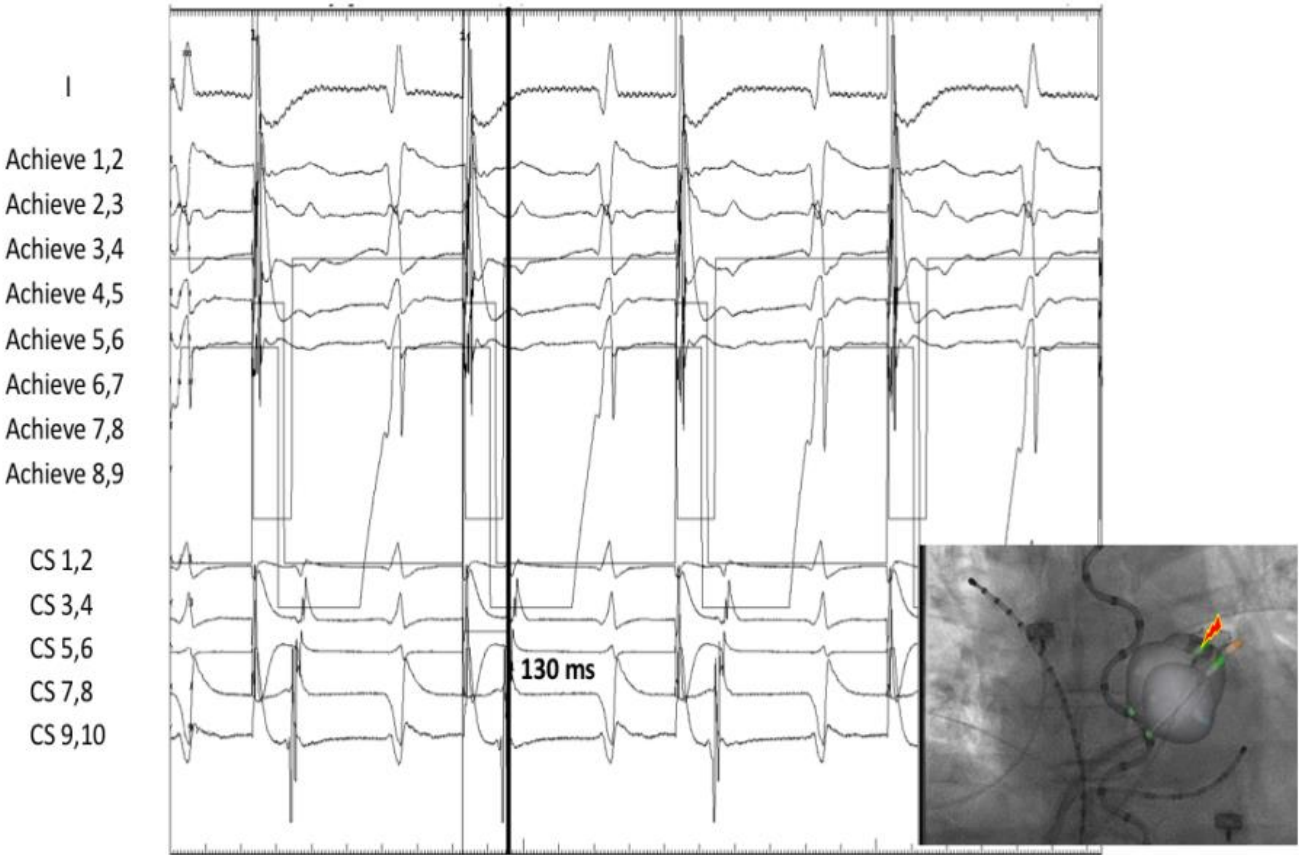 I
Achieve 1,2
Achieve 2,3
Achieve 3,4
Achieve 4,5
Achieve 5,6
Achieve 6,7
Achieve 7,8
Achieve 8,9
CS 1,2
CS 3,4
CS 5,6
130 ms
CS 7,8
CS 9,10